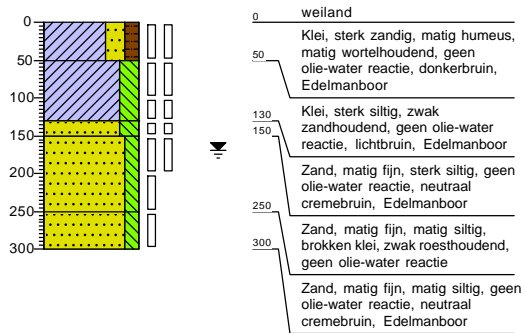 0
50
100
150
200
250
300
0
weiland
Klei, sterk zandig, matig humeus,
matig wortelhoudend, geen
olie-water reactie, donkerbruin,
Edelmanboor
50
Klei, sterk siltig, zwak
zandhoudend, geen olie-water
reactie, lichtbruin, Edelmanboor
130
Zand, matig fijn, sterk siltig, geen
olie-water reactie, neutraal
cremebruin, Edelmanboor
150
Zand, matig fijn, matig siltig,
brokken klei, zwak roesthoudend,
geen olie-water reactie
250
Zand, matig fijn, matig siltig, geen
olie-water reactie, neutraal
cremebruin, Edelmanboor
300